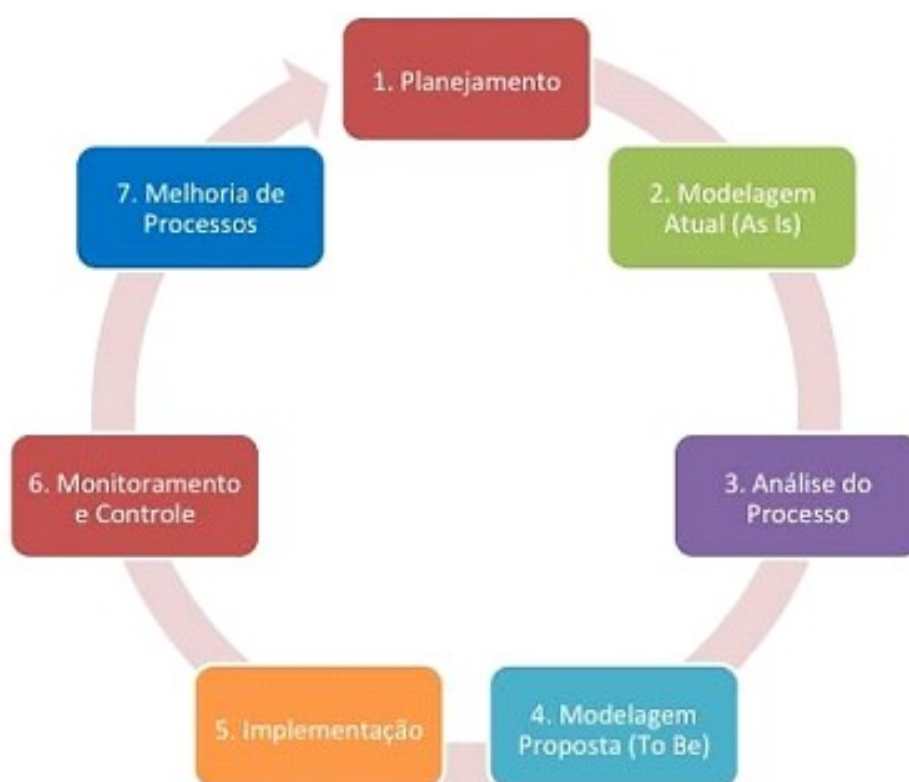 1. Planejamento
2. Modelagem
Atual (As Is)
3. Análise do
Processo
4. Modelagem
Proposta (To Be)
5. Implementação
6. Monitoramento
e Controle
7. Melhoria de
Processos